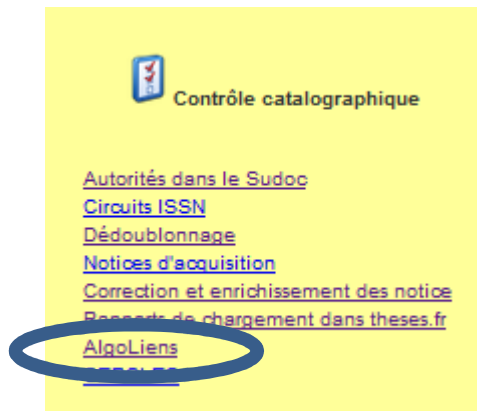 Contrôle catalographique
Autorités dans le Sudoc
Circuits ISSN
Dédoublonnage
Notices d'acquisition
Correction et enrichissement des notice
Rapports de chargement dans theses.fr
AlgoLiens